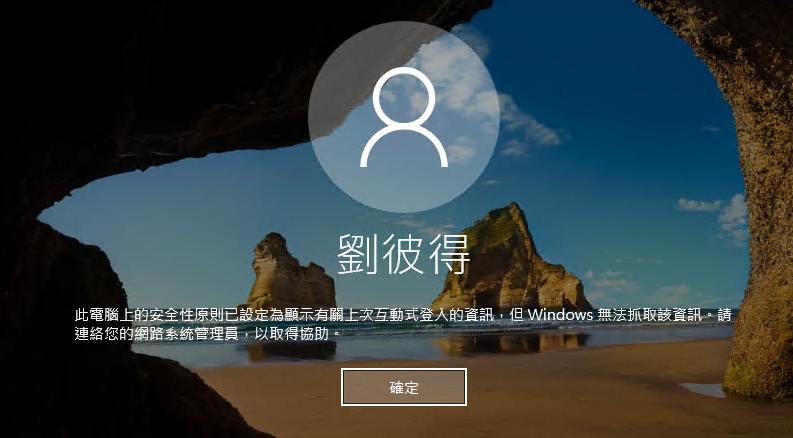 劉彼得
此電腦上的安全性原則已設定為顯示有關上次互動式登入的資訊，但 Windows 無法抓取該資訊。請
連絡您的網路系統管理員，以取得協助。
確定